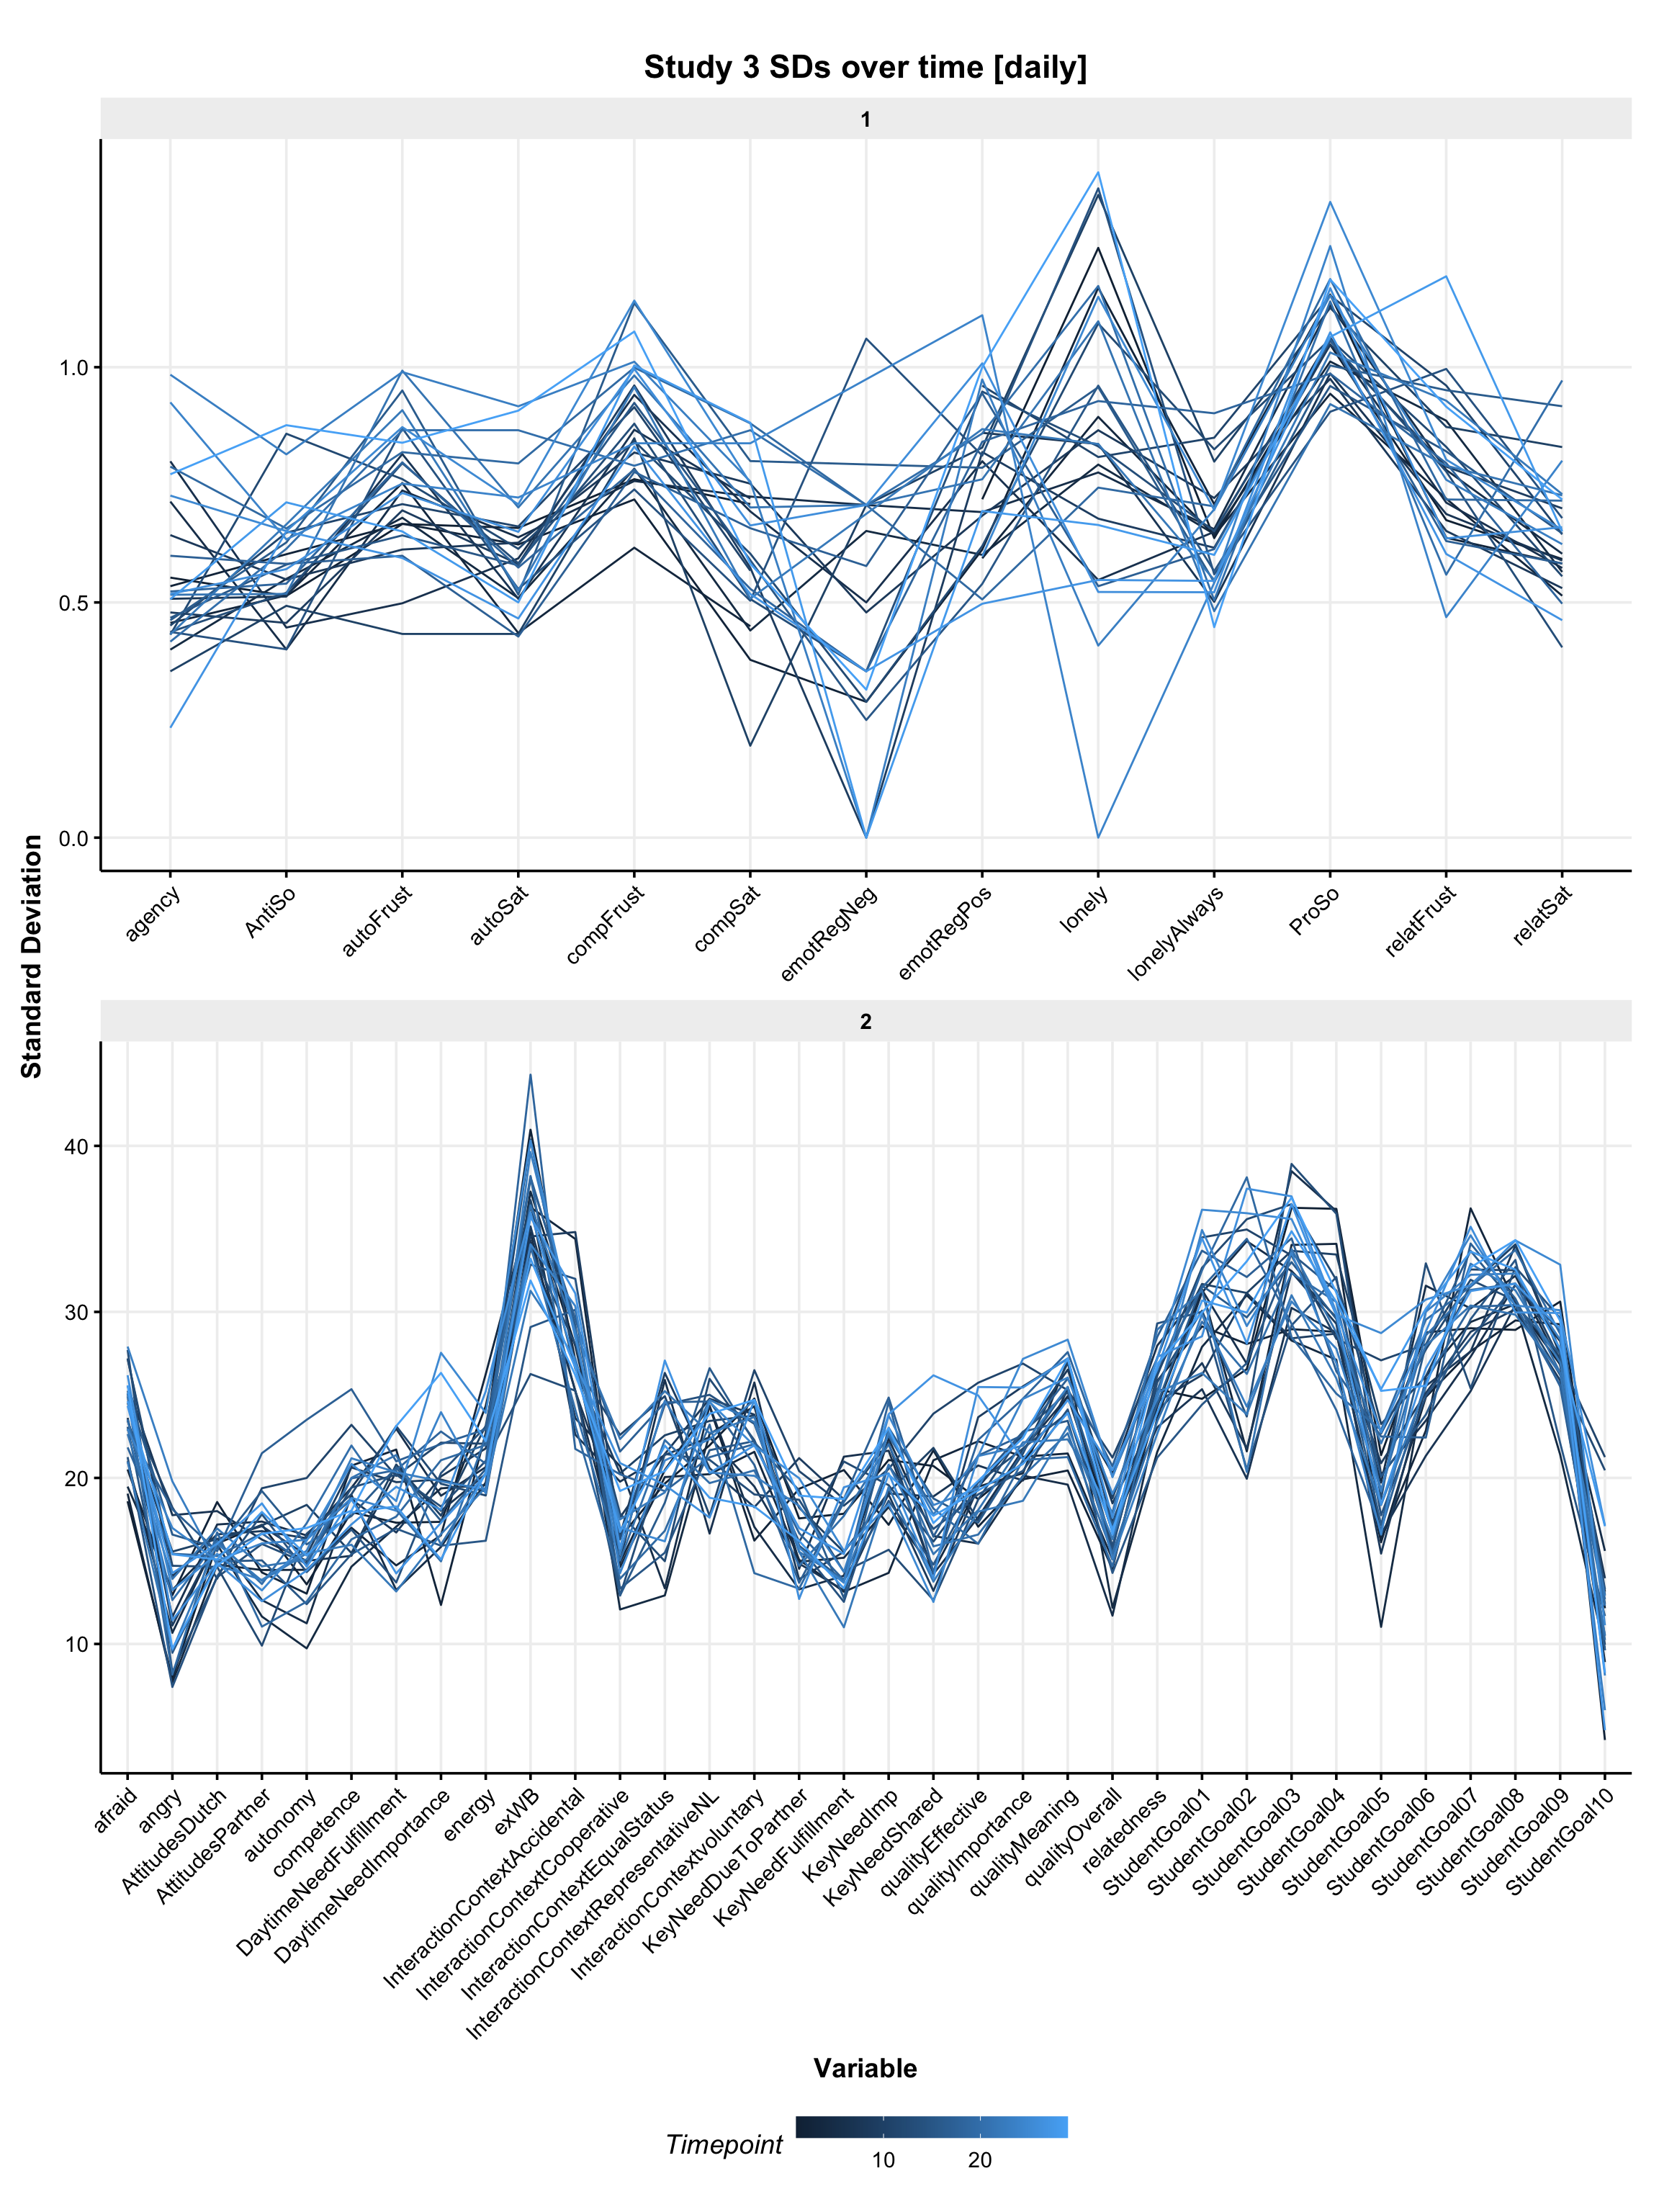 Study 3 SDs over time [daily]
1
1.0
0.5
0.0
agency
AntiSo
autoFrust
autoSat
compFrust
compSat
emotRegNeg
emotRegPos
lonely
lonelyAlways
ProSo
relatFrust
relatSat
Standard Deviation
2
40
30
20
10
afraid
angry
AttitudesDutch
AttitudesPartner
autonomy
competence
DaytimeNeedFulfillment
DaytimeNeedImportance
energy
exWB
InteractionContextAccidental
InteractionContextCooperative
InteractionContextEqualStatus
InteractionContextRepresentativeNL
InteractionContextvoluntary
KeyNeedDueToPartner
KeyNeedFulfillment
KeyNeedImp
KeyNeedShared
qualityEffective
qualityImportance
qualityMeaning
qualityOverall
relatedness
StudentGoal01
StudentGoal02
StudentGoal03
StudentGoal04
StudentGoal05
StudentGoal06
StudentGoal07
StudentGoal08
StudentGoal09
StudentGoal10
Variable
Timepoint
10 20